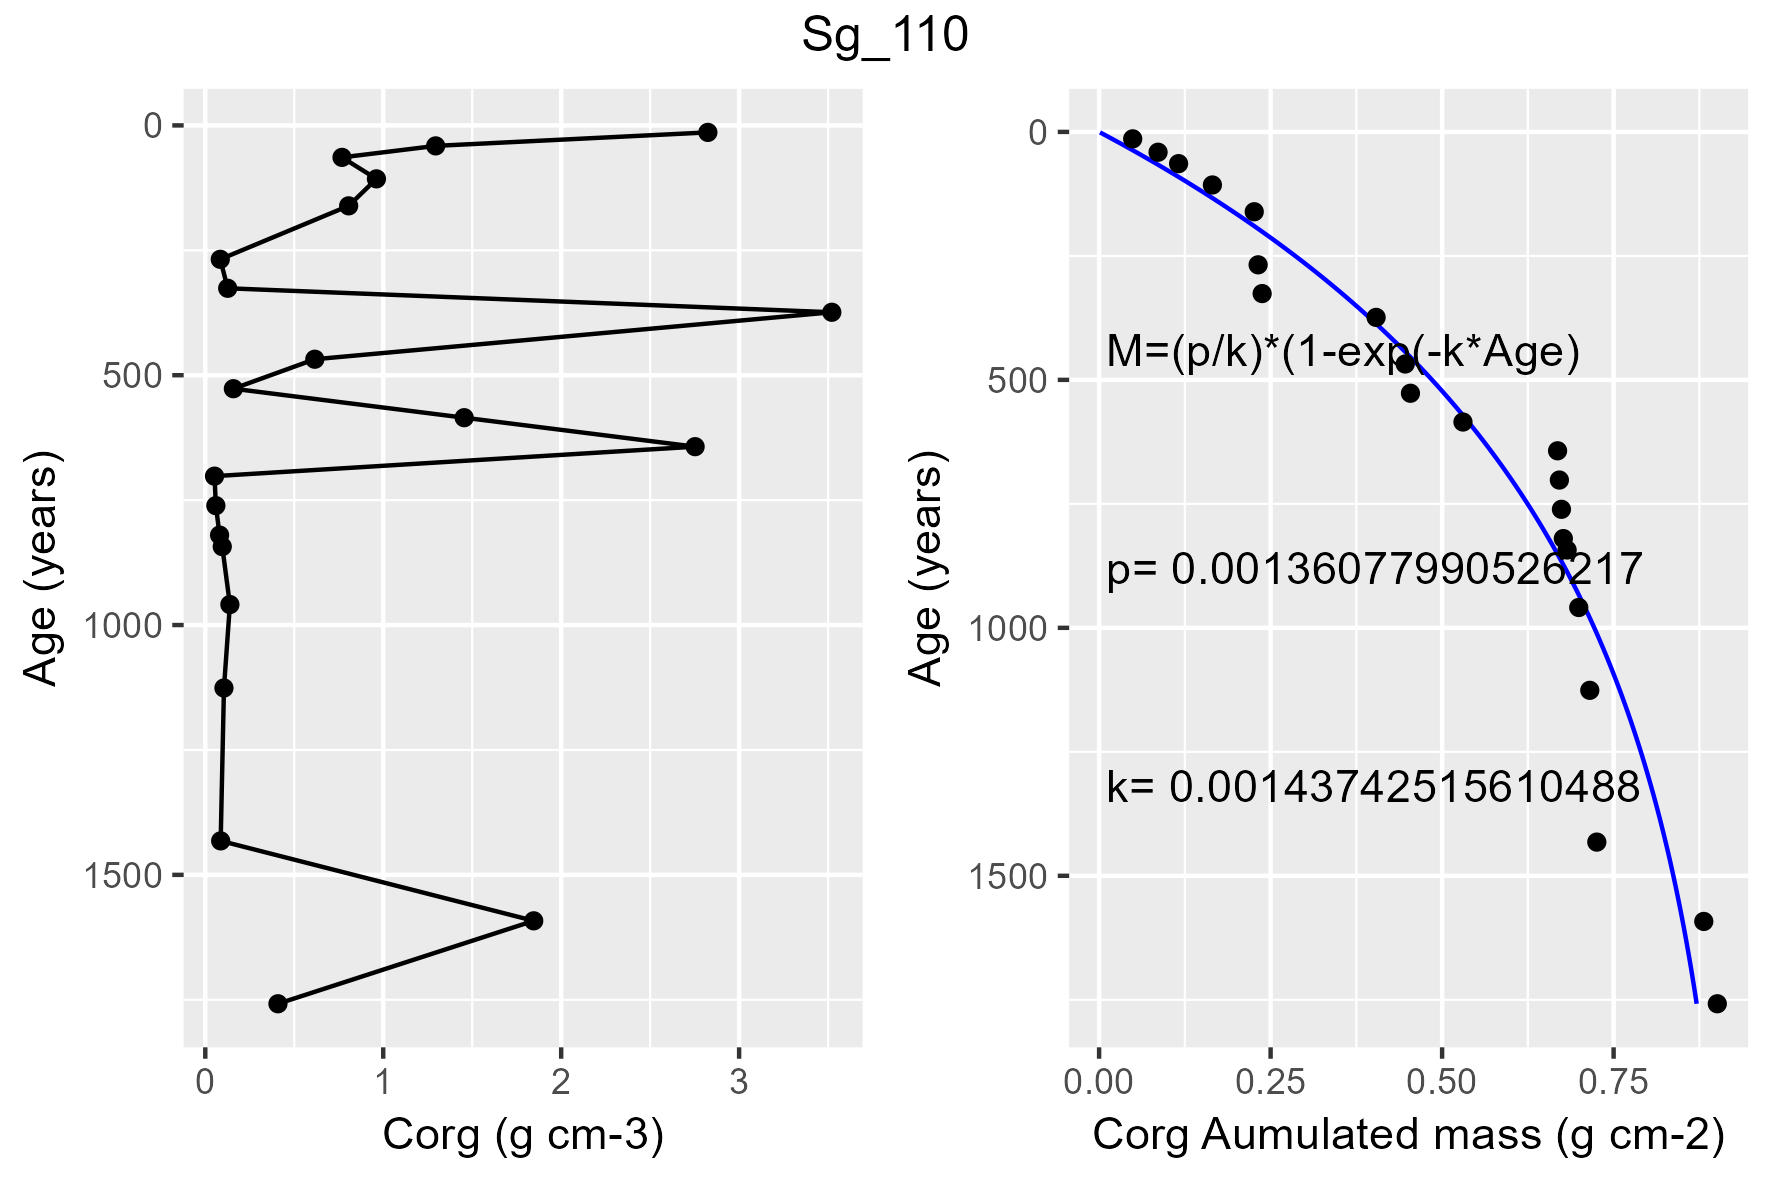 Sg_110
Age (years)
0
500
1000
1500
0
1
2
3
Corg (g cm-3)
Age (years)
0
500
1000
1500
M=(p/k)*(1-exp(-k*Age)
p= 0.00136077990526217
k= 0.00143742515610488
0.00
0.25
0.50
0.75
Corg Aumulated mass (g cm-2)